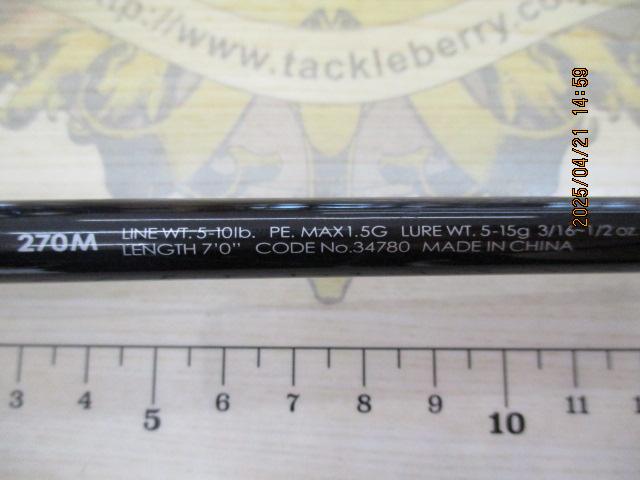 http://www.tackleberry.co
2025/04/21 14:59
270M
LINE WT. 5-10lb. PE. MAX1.5G LURE WT. 5-15g 3/16~1/2oz.
LENGTH 7'0" CODE No.34780 MADE IN CHINA
3 4 5 6 7 8 9 10 11